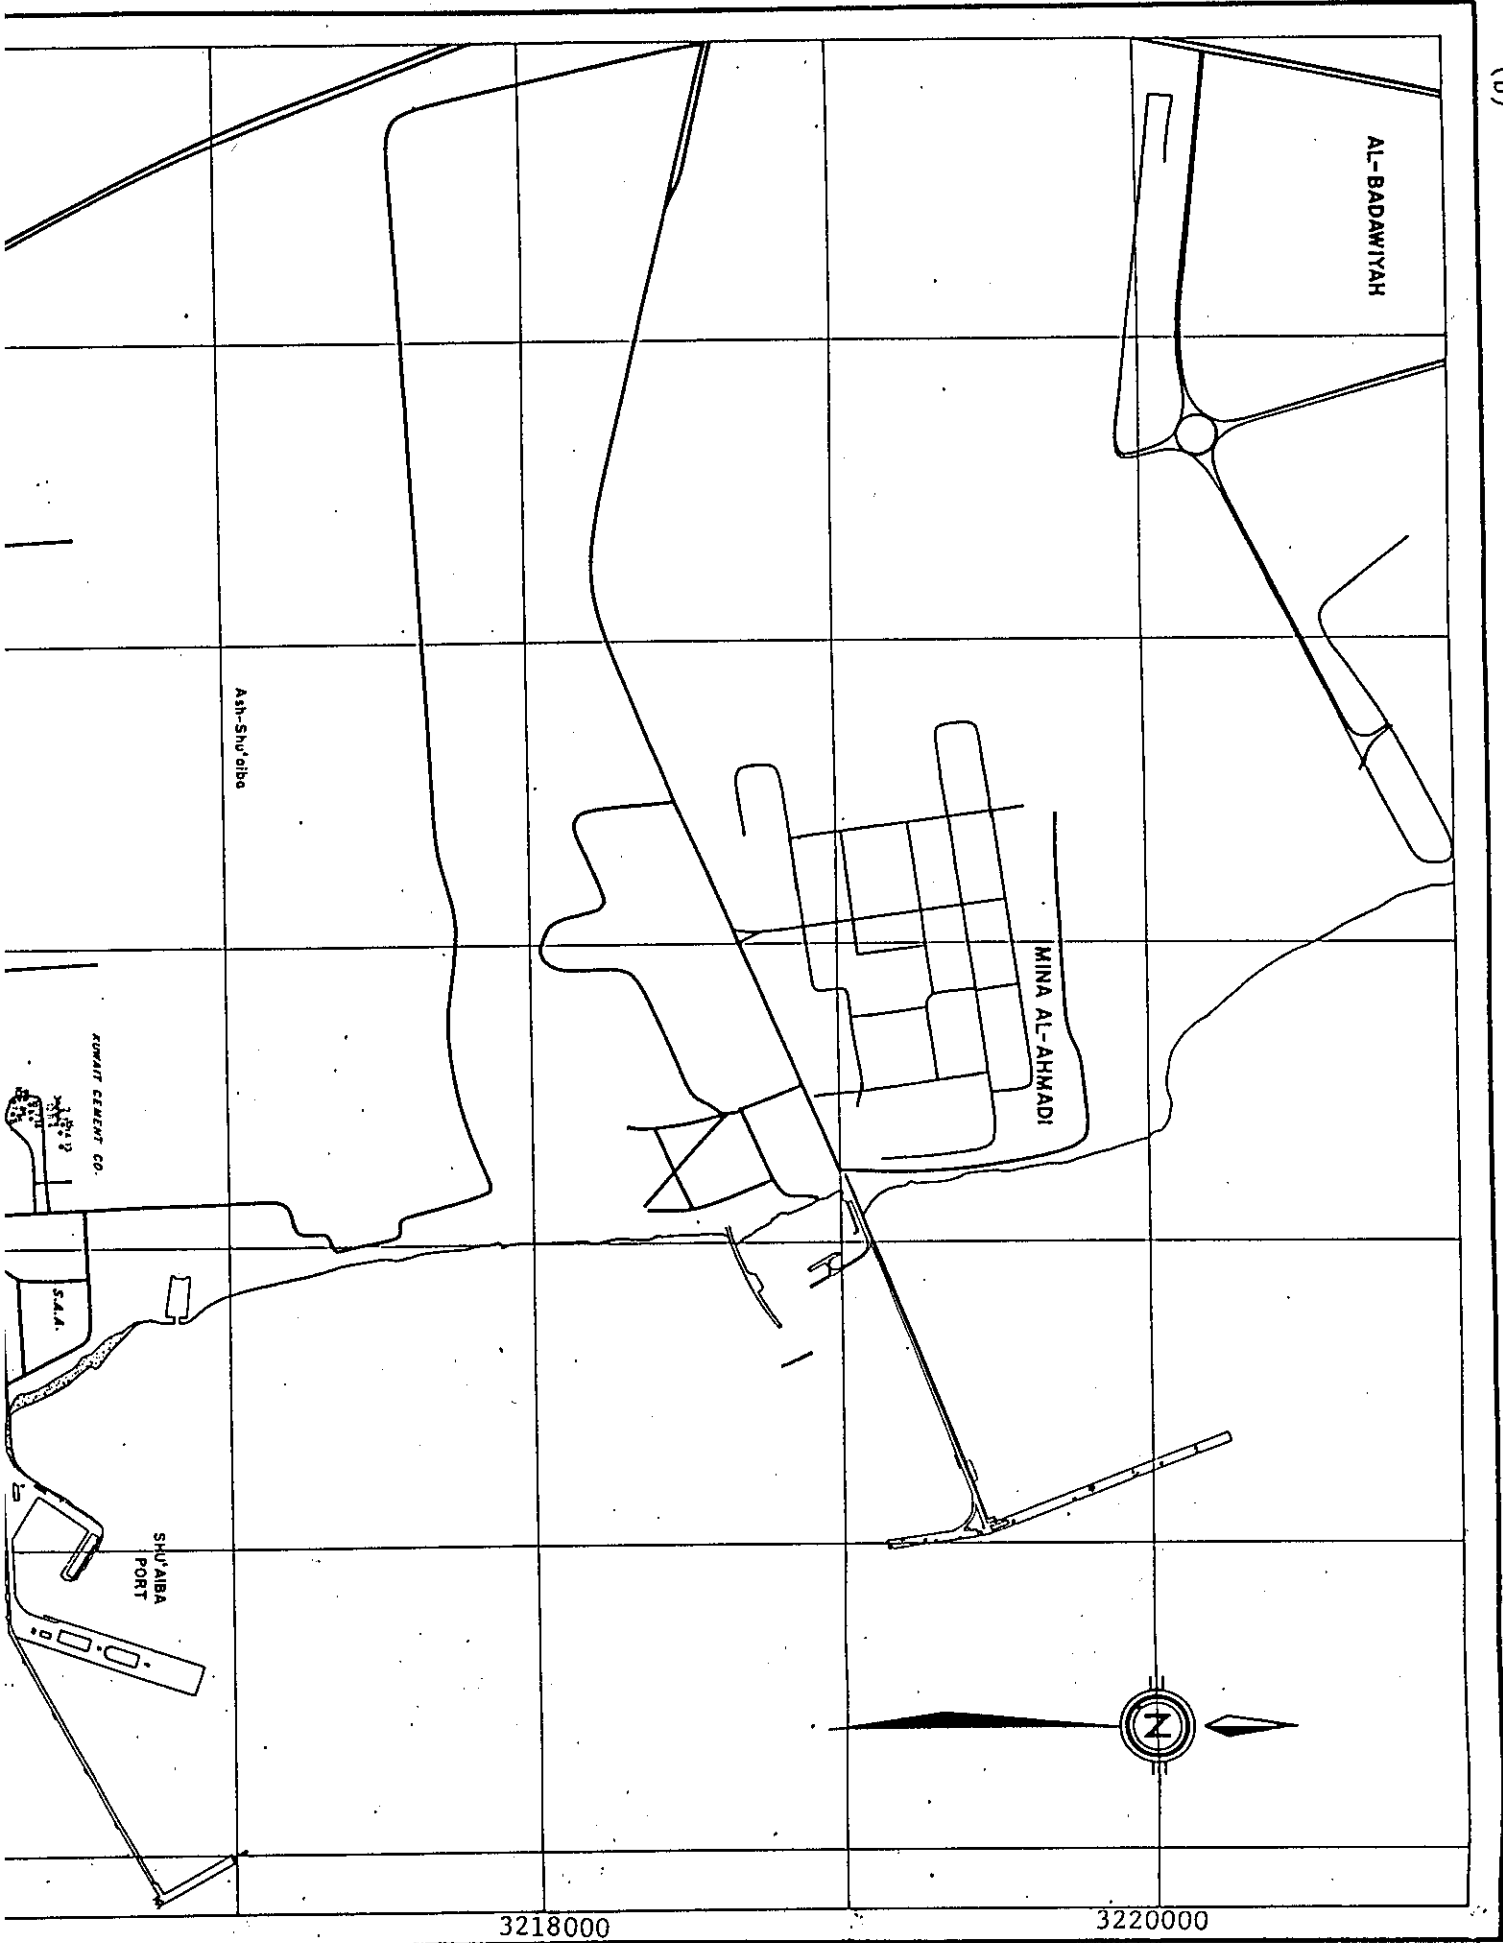 (b)
AL-BADAWIYAH
MINA AL-AHMADI
Ash-Shu'aiba
KUWAIT CEMENT CO.
S.A.A.
SHU'AIBA
PORT
N
3218000
3220000